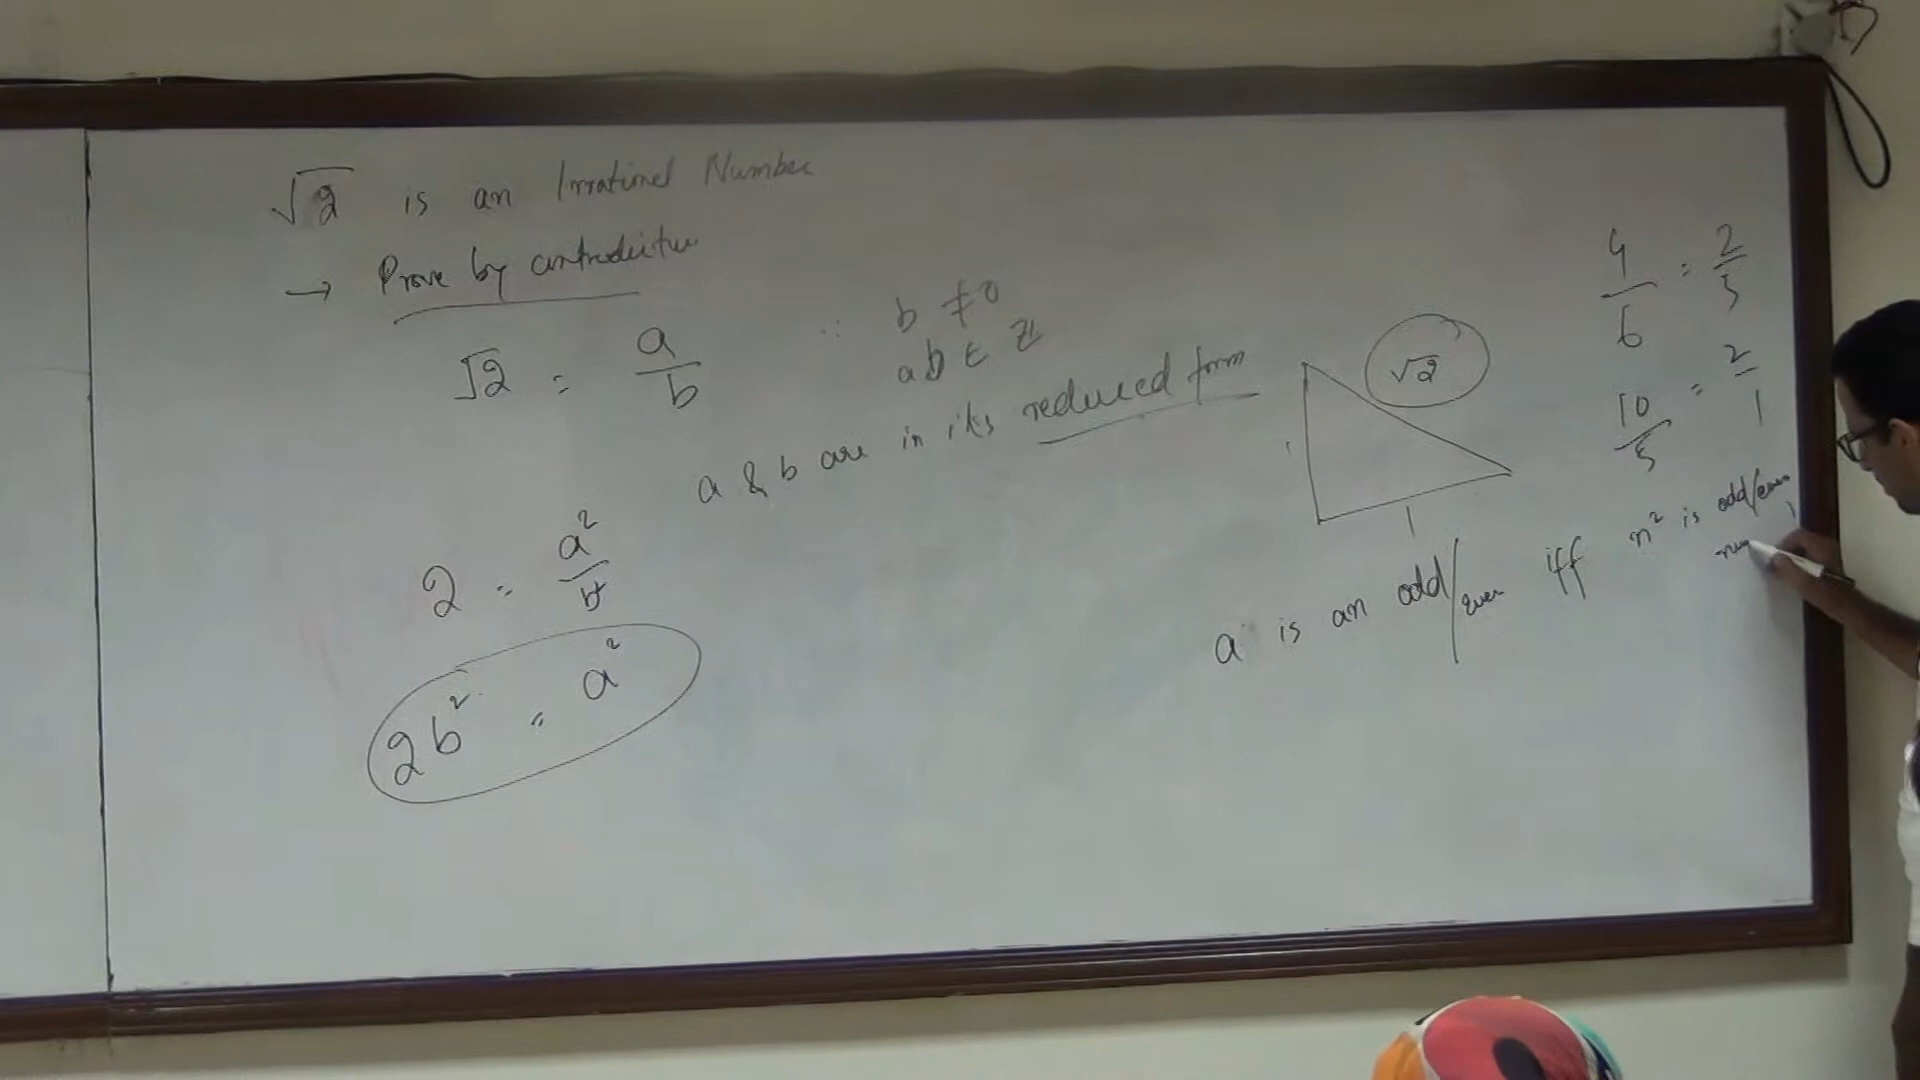 √2 is an Irrational Number
→ Prove by contradiction
√2 = a/b ∵ b ≠ 0
a b ∈ Z
a & b are in its reduced form
2 = a²/b²
2b² = a²
√2
1
4/6 = 2/3
10/5 = 2/1
a is an odd/even iff n² is odd/even